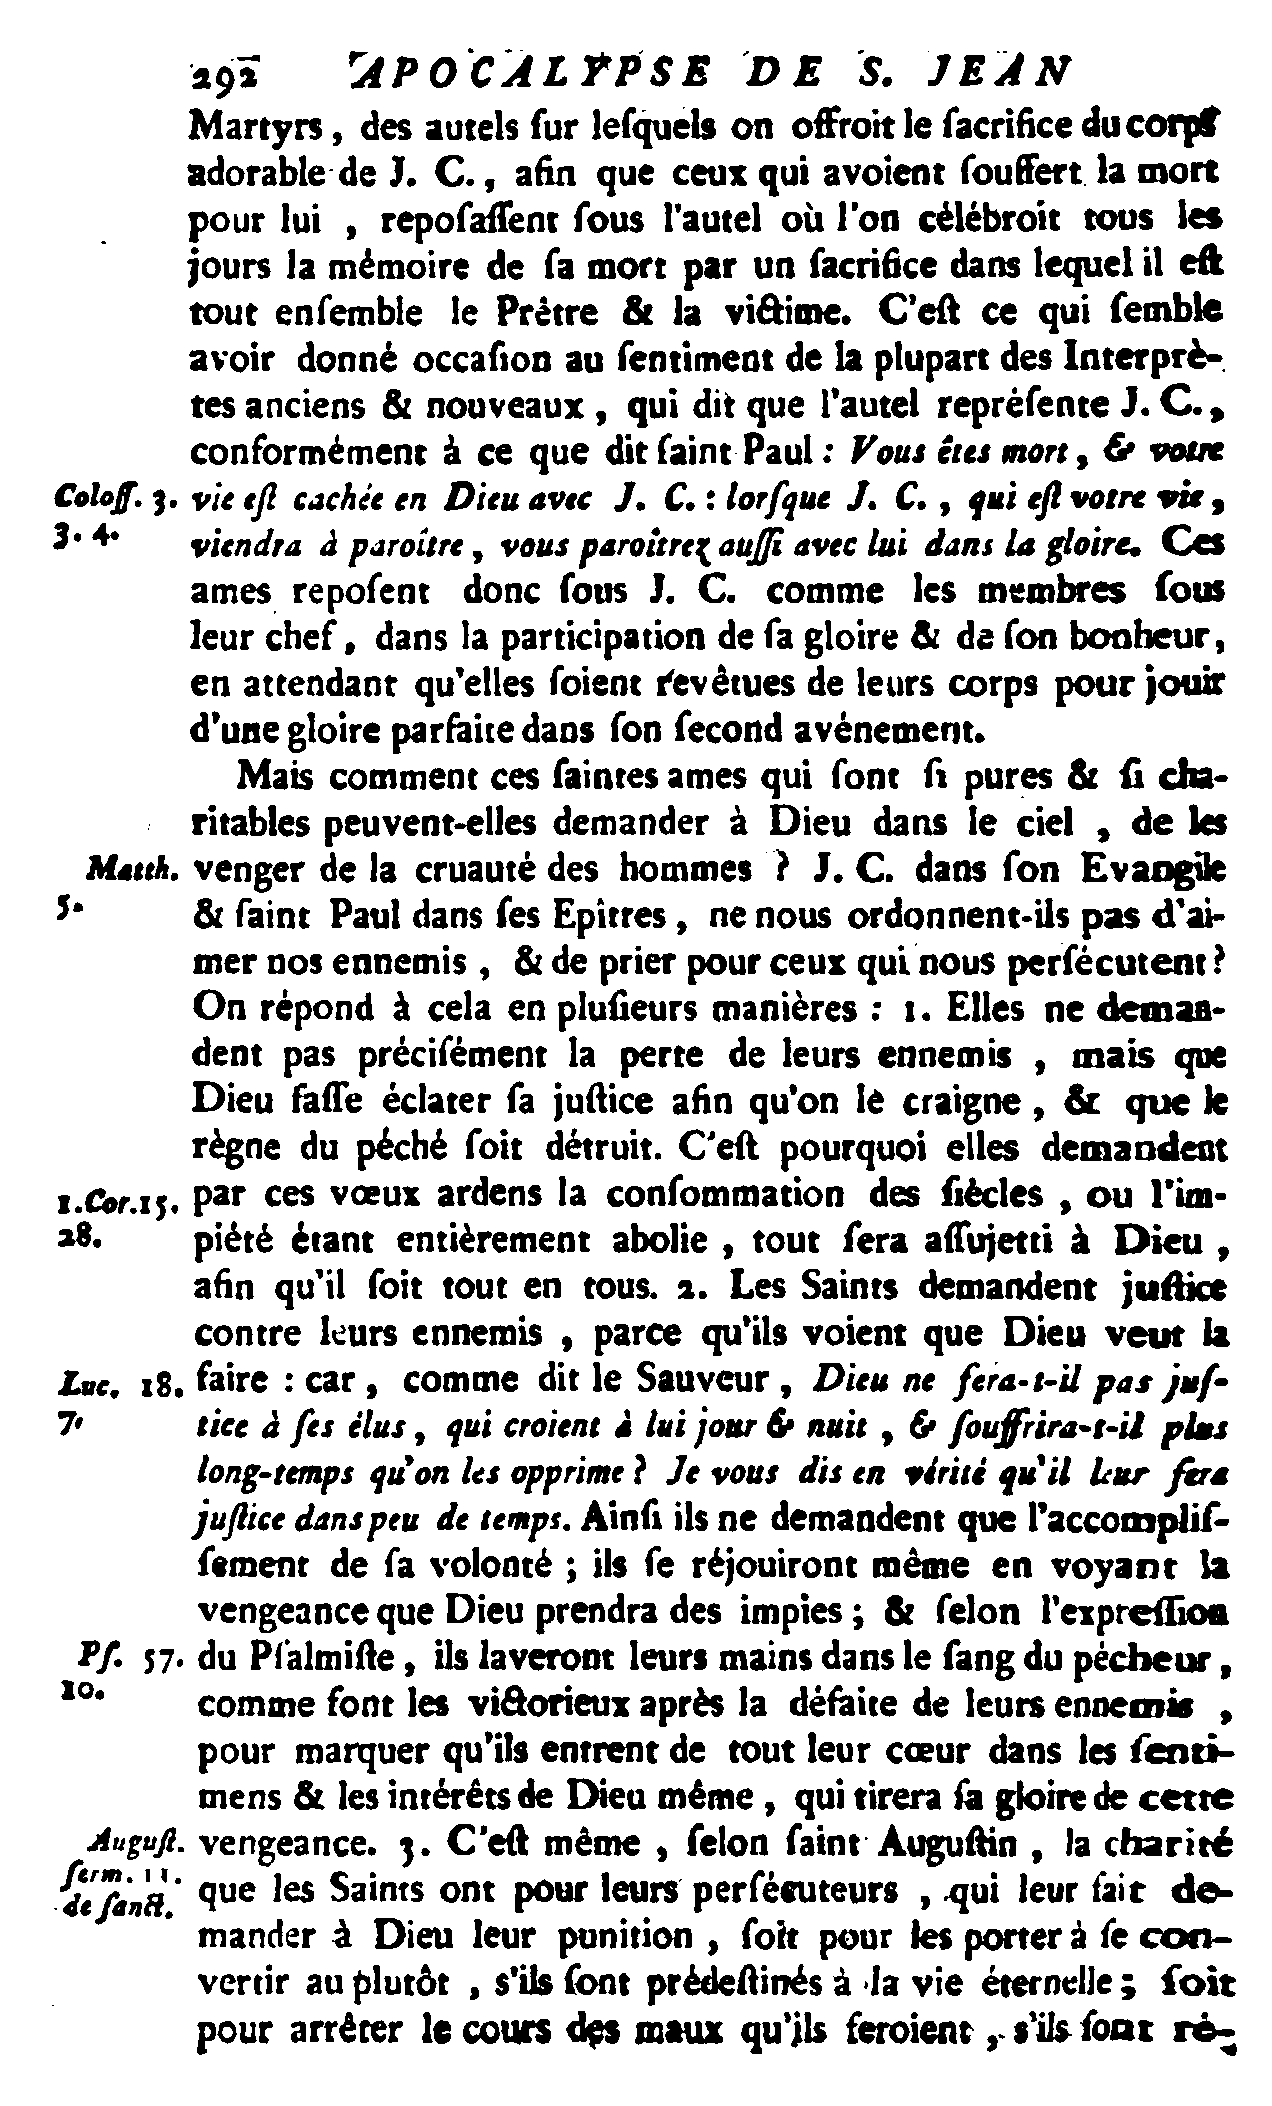 292 APOCALYPSE DE S. JEAN
Martyrs, des autels ſur leſquels on offroit le ſacrifice du corps
adorable de J. C., afin que ceux qui avoient ſouffert la mort
pour lui, repoſaſſent ſous l'autel où l'on célébroit tous les
jours la mémoire de ſa mort par un ſacrifice dans lequel il eſt
tout enſemble le Prêtre & la victime. C'eſt ce qui ſemble
avoir donné occaſion au ſentiment de la plupart des Interprè-
tes anciens & nouveaux, qui dit que l'autel repréſente J. C.,
conformément à ce que dit ſaint Paul : Vous êtes mort, & votre
Coloſſ. 3. vie eſt cachée en Dieu avec J. C. : lorſque J. C., qui eſt votre vie,
3. 4. viendra à paroître, vous paroîtrez auſſi avec lui dans la gloire. Ces
ames repoſent donc ſous J. C. comme les membres ſous
leur chef, dans la participation de ſa gloire & de ſon bonheur,
en attendant qu'elles ſoient revêtues de leurs corps pour jouir
d'une gloire parfaite dans ſon ſecond avénement.
Mais comment ces ſaintes ames qui ſont ſi pures & ſi cha-
ritables peuvent-elles demander à Dieu dans le ciel, de les
Matth. venger de la cruauté des hommes ? J. C. dans ſon Evangile
5. & ſaint Paul dans ſes Epîtres, ne nous ordonnent-ils pas d'ai-
mer nos ennemis, & de prier pour ceux qui nous perſécutent ?
On répond à cela en pluſieurs manières : 1. Elles ne deman-
dent pas préciſément la perte de leurs ennemis, mais que
Dieu faſſe éclater ſa juſtice afin qu'on le craigne, & que le
règne du péché ſoit détruit. C'eſt pourquoi elles demandent
1. Cor. 15. par ces vœux ardens la conſommation des ſiècles, ou l'im-
28. piété étant entièrement abolie, tout ſera aſſujetti à Dieu,
afin qu'il ſoit tout en tous. 2. Les Saints demandent juſtice
contre leurs ennemis, parce qu'ils voient que Dieu veut la
Luc. 18. faire : car, comme dit le Sauveur, Dieu ne ſera-t-il pas juſ-
7. tice à ſes élus, qui croient à lui jour & nuit, & ſouffrira-t-il plus
long-temps qu'on les opprime ? Je vous dis en vérité qu'il leur fera
juſtice dans peu de temps. Ainſi ils ne demandent que l'accompliſ-
ſement de ſa volonté ; ils ſe réjouiront même en voyant la
vengeance que Dieu prendra des impies ; & ſelon l'expreſſion
Pſ. 57. du Pſalmiſte, ils laveront leurs mains dans le ſang du pécheur,
10. comme font les victorieux après la défaite de leurs ennemis,
pour marquer qu'ils entrent de tout leur cœur dans les ſenti-
mens & les intérêts de Dieu même, qui tirera ſa gloire de cette
Auguſt. vengeance. 3. C'eſt même, ſelon ſaint Auguſtin, la charité
ſerm. 11. que les Saints ont pour leurs perſécuteurs, qui leur fait de-
de ſanct. mander à Dieu leur punition, ſoit pour les porter à ſe con-
vertir au plutôt, s'ils ſont prédeſtinés à la vie éternelle ; ſoit
pour arrêter le cours des maux qu'ils feroient, s'ils ſont ré-